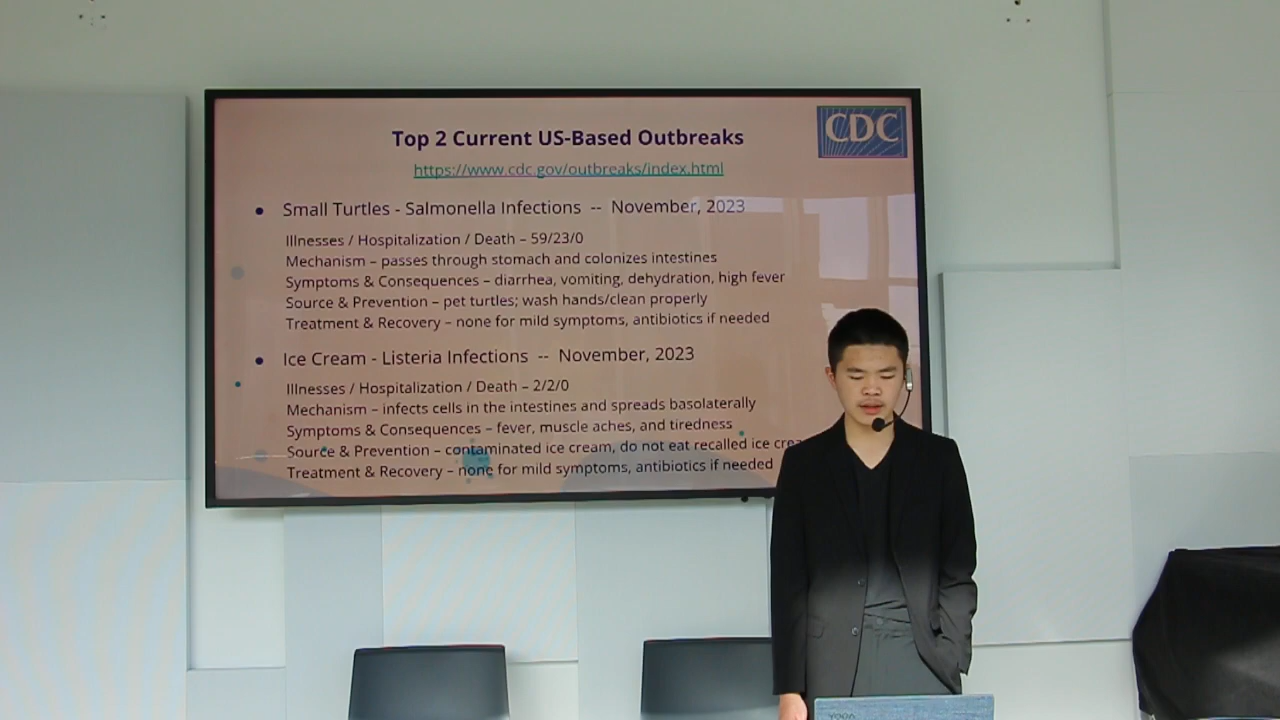 CDC
Top 2 Current US-Based Outbreaks
https://www.cdc.gov/outbreaks/index.html
● Small Turtles - Salmonella Infections -- November, 2023
Illnesses / Hospitalization / Death – 59/23/0
Mechanism – passes through stomach and colonizes intestines
Symptoms & Consequences – diarrhea, vomiting, dehydration, high fever
Source & Prevention – pet turtles; wash hands/clean properly
Treatment & Recovery – none for mild symptoms, antibiotics if needed
● Ice Cream - Listeria Infections -- November, 2023
Illnesses / Hospitalization / Death – 2/2/0
Mechanism – infects cells in the intestines and spreads basolaterally
Symptoms & Consequences – fever, muscle aches, and tiredness
Source & Prevention – contaminated ice cream, do not eat recalled ice
Treatment & Recovery – none for mild symptoms, antibiotics if needed
YOGA